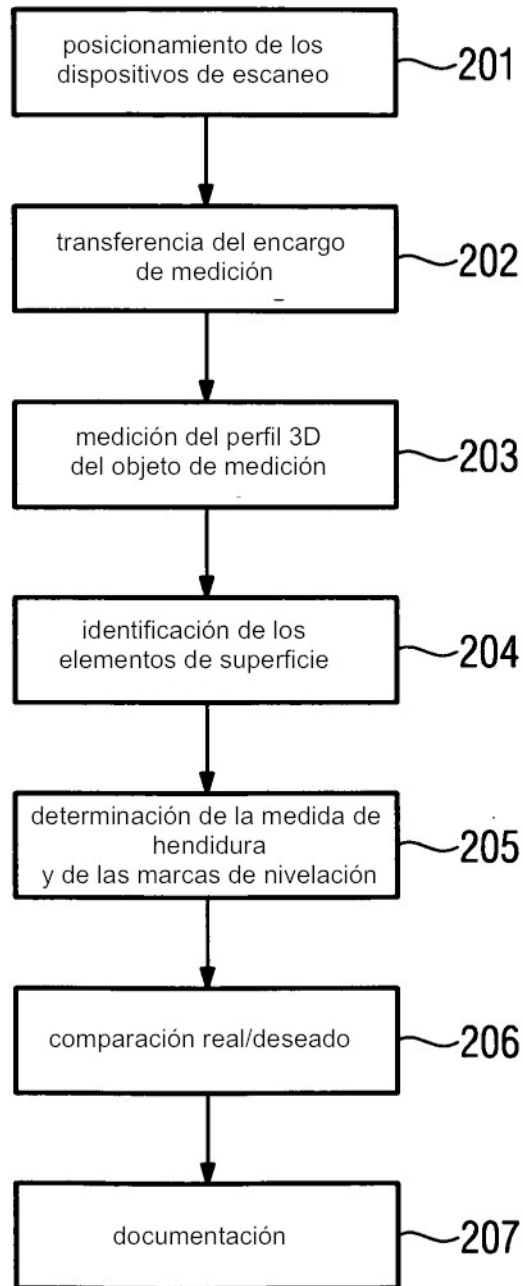 posicionamiento de los
dispositivos de escaneo
201
transferencia del encargo
de medición
202
medición del perfil 3D
del objeto de medición
203
identificación de los
elementos de superficie
204
determinación de la medida de
hendidura
y de las marcas de nivelación
205
comparación real/deseado
206
documentación
207